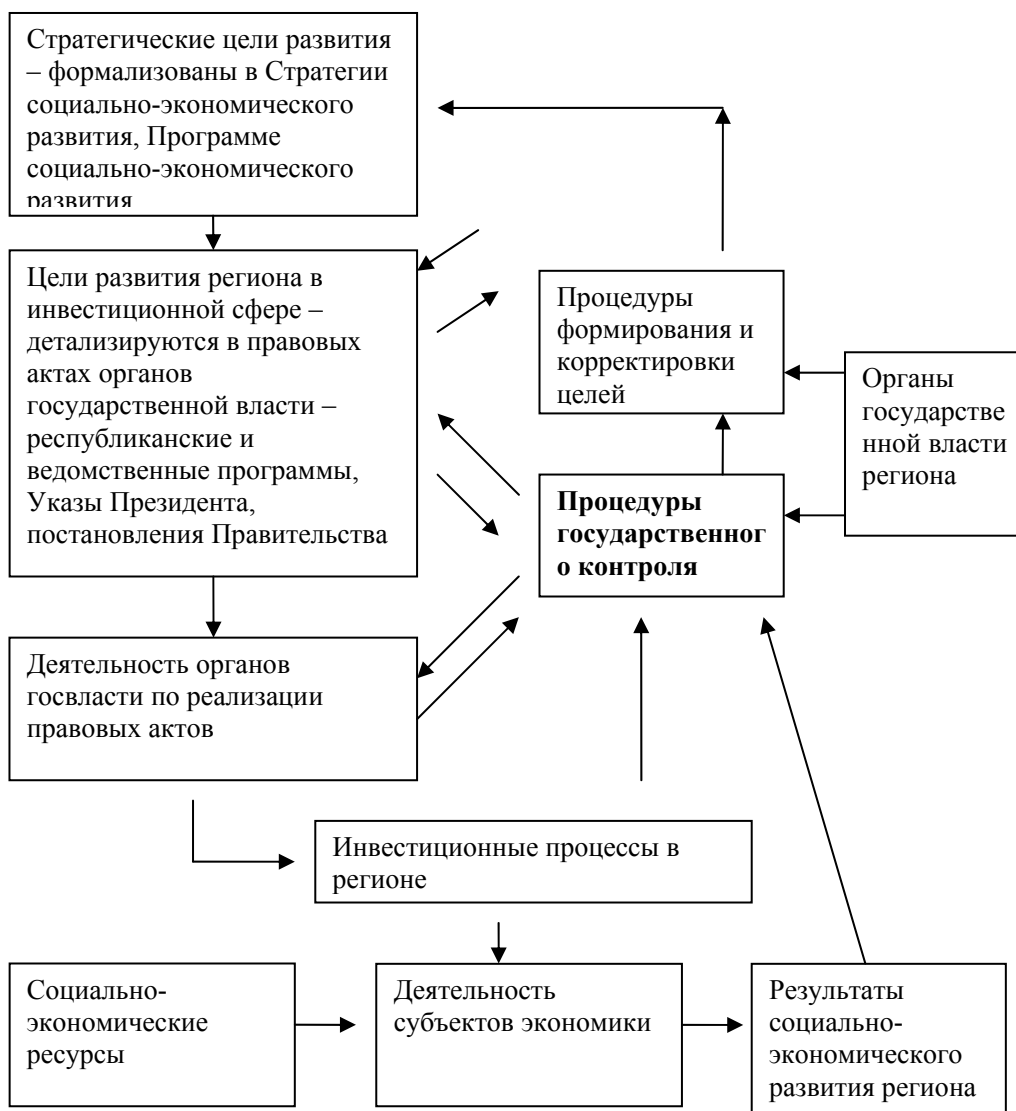 Стратегические цели развития
– формализованы в Стратегии
социально-экономического
развития, Программе
социально-экономического
развития
Цели развития региона в
инвестиционной сфере –
детализируются в правовых
актах органов
государственной власти –
республиканские и
ведомственные программы,
Указы Президента,
постановления Правительства
Процедуры
формирования и
корректировки
целей
Органы
государстве
нной власти
региона
Процедуры
государственног
о контроля
Деятельность органов
госвласти по реализации
правовых актов
Инвестиционные процессы в
регионе
Социально-
экономические
ресурсы
Деятельность
субъектов экономики
Результаты
социально-
экономического
развития региона